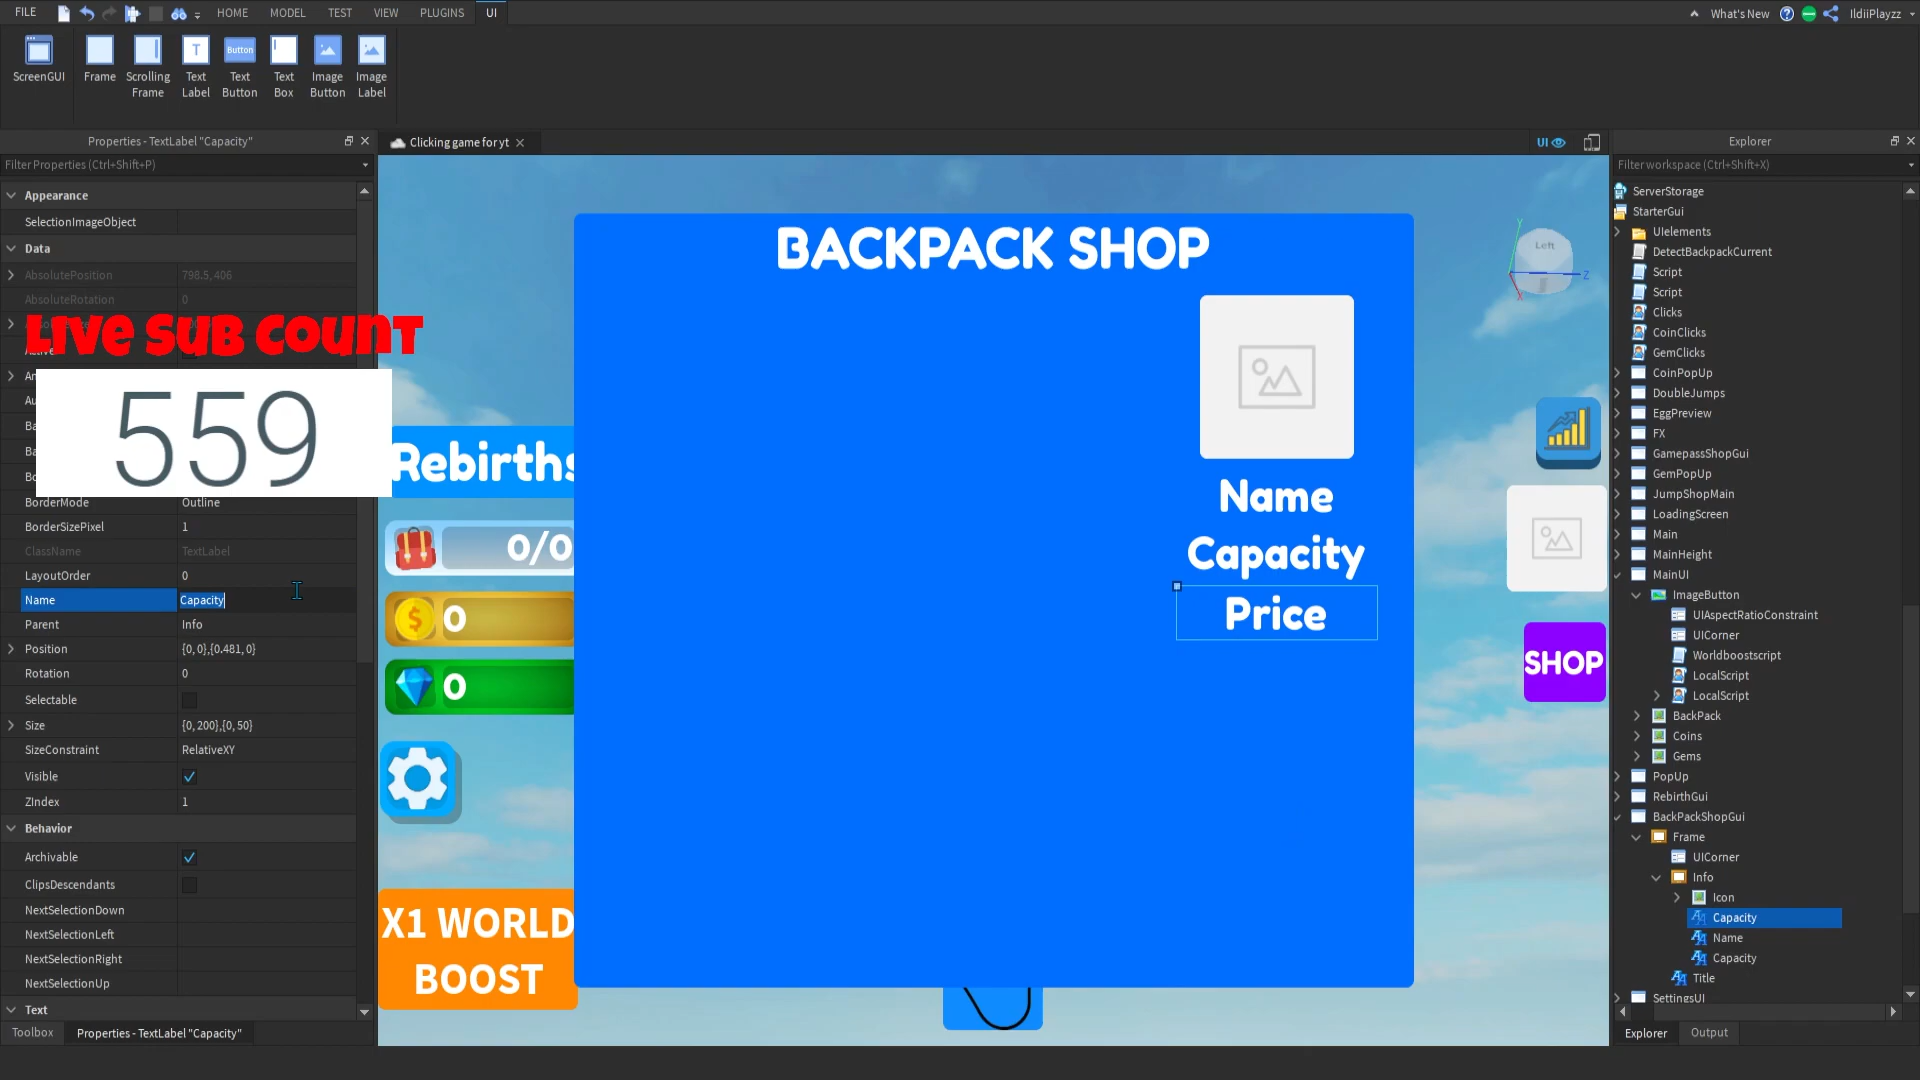 FILE
HOME
MODEL
TEST
VIEW
PLUGINS
UI
What's New
IldiiPlayzz
ScreenGUI
Frame
Scrolling
Frame
Text
Label
Text
Button
Text
Box
Image
Button
Image
Label
T
Button
Properties - TextLabel "Capacity"
Filter Properties (Ctrl+Shift+P)
Appearance
SelectionImageObject
Data
AbsolutePosition 798.5, 406
AbsoluteRotation 0
LIVE SUB COUNT
559
BorderMode Outline
BorderSizePixel 1
ClassName TextLabel
LayoutOrder 0
Name Capacity
Parent Info
Position {0, 0},{0.481, 0}
Rotation 0
Selectable
Size {0, 200},{0, 50}
SizeConstraint RelativeXY
Visible
ZIndex 1
Behavior
Archivable
ClipsDescendants
NextSelectionDown
NextSelectionLeft
NextSelectionRight
NextSelectionUp
Text
Toolbox
Properties - TextLabel "Capacity"
Clicking game for yt
UI
BACKPACK SHOP
Name
Capacity
Price
Left
Y
Z
X
Rebirths
0/0
0
0
X1 WORLD
BOOST
SHOP
Explorer
Filter workspace (Ctrl+Shift+X)
ServerStorage
StarterGui
UIelements
DetectBackpackCurrent
Script
Script
Clicks
CoinClicks
GemClicks
CoinPopUp
DoubleJumps
EggPreview
FX
GamepassShopGui
GemPopUp
JumpShopMain
LoadingScreen
Main
MainHeight
MainUI
ImageButton
UIAspectRatioConstraint
UICorner
Worldboostscript
LocalScript
LocalScript
BackPack
Coins
Gems
PopUp
RebirthGui
BackPackShopGui
Frame
UICorner
Info
Icon
Capacity
Name
Capacity
Title
SettingsUI
Explorer
Output